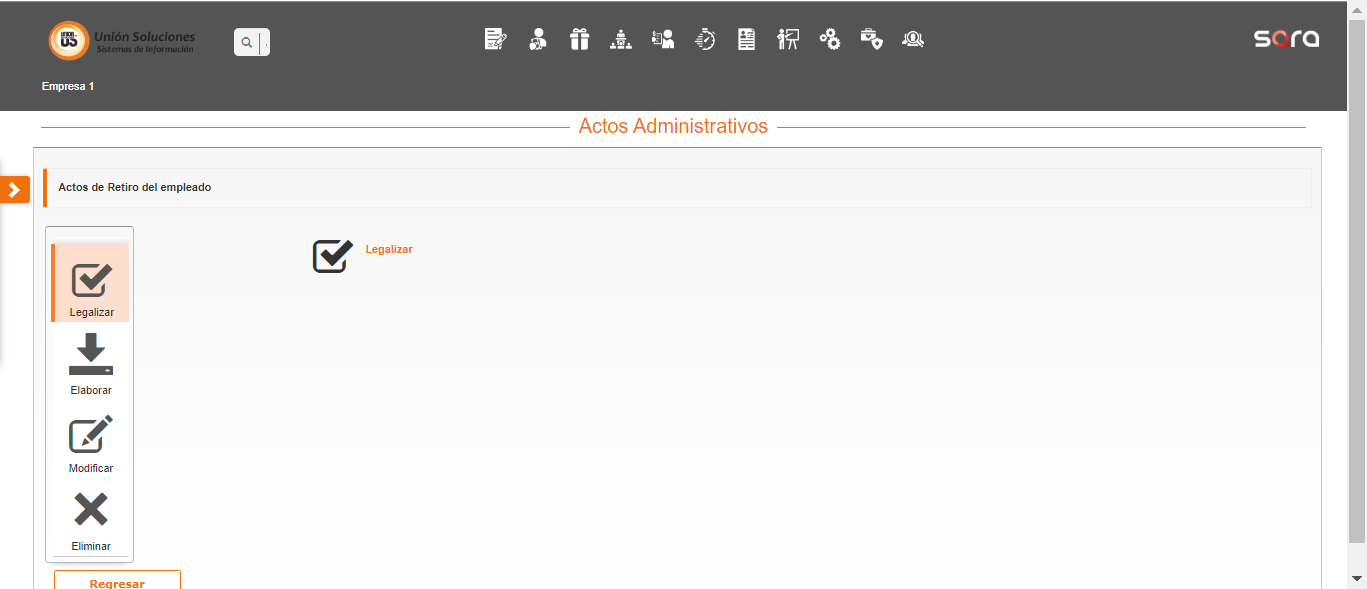 UNION
US
Unión Soluciones
Sistemas de Información
sara
Empresa 1
Actos Administrativos
Actos de Retiro del empleado
Legalizar
Legalizar
Elaborar
Modificar
Eliminar
Regresar